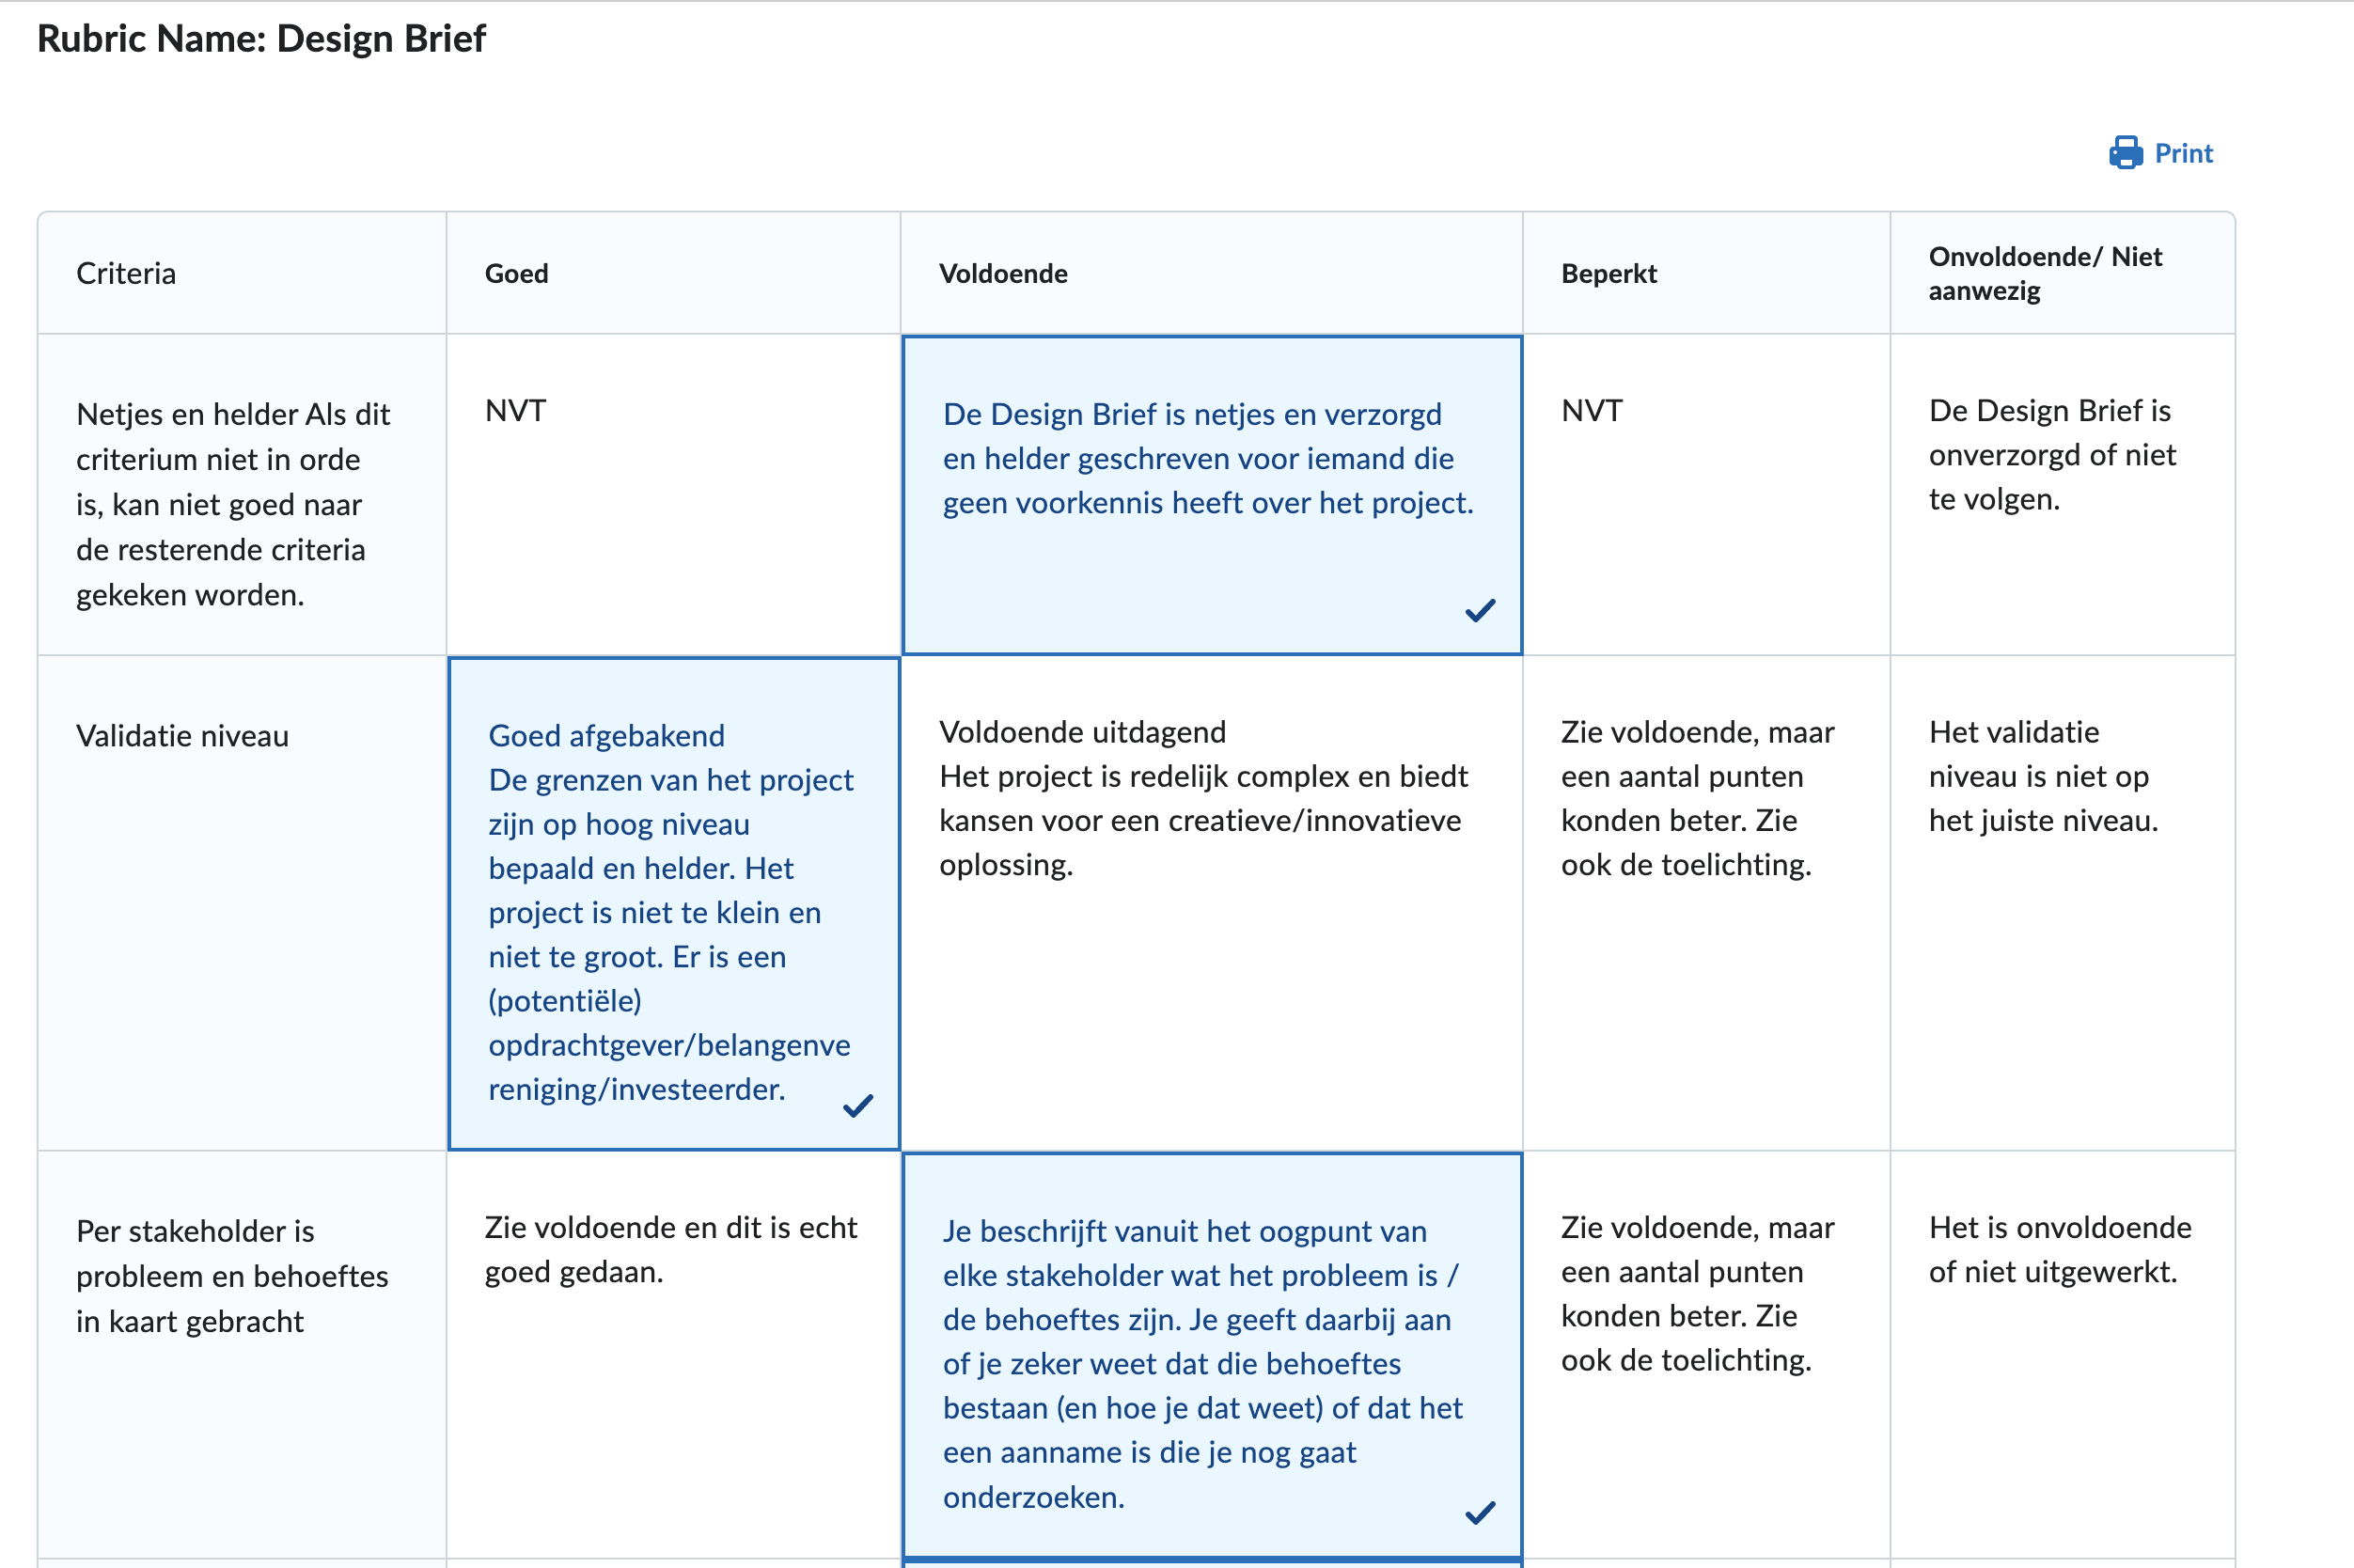 Rubric Name: Design Brief
Print
Criteria
Goed
Voldoende
Beperkt
Onvoldoende/ Niet
aanwezig
Netjes en helder Als dit
criterium niet in orde
is, kan niet goed naar
de resterende criteria
gekeken worden.
NVT
De Design Brief is netjes en verzorgd
en helder geschreven voor iemand die
geen voorkennis heeft over het project.
NVT
De Design Brief is
onverzorgd of niet
te volgen.
Validatie niveau
Goed afgebakend
De grenzen van het project
zijn op hoog niveau
bepaald en helder. Het
project is niet te klein en
niet te groot. Er is een
(potentiële)
opdrachtgever/belangenve
reniging/investeerder.
Voldoende uitdagend
Het project is redelijk complex en biedt
kansen voor een creatieve/innovatieve
oplossing.
Zie voldoende, maar
een aantal punten
konden beter. Zie
ook de toelichting.
Het validatie
niveau is niet op
het juiste niveau.
Per stakeholder is
probleem en behoeftes
in kaart gebracht
Zie voldoende en dit is echt
goed gedaan.
Je beschrijft vanuit het oogpunt van
elke stakeholder wat het probleem is /
de behoeftes zijn. Je geeft daarbij aan
of je zeker weet dat die behoeftes
bestaan (en hoe je dat weet) of dat het
een aanname is die je nog gaat
onderzoeken.
Zie voldoende, maar
een aantal punten
konden beter. Zie
ook de toelichting.
Het is onvoldoende
of niet uitgewerkt.